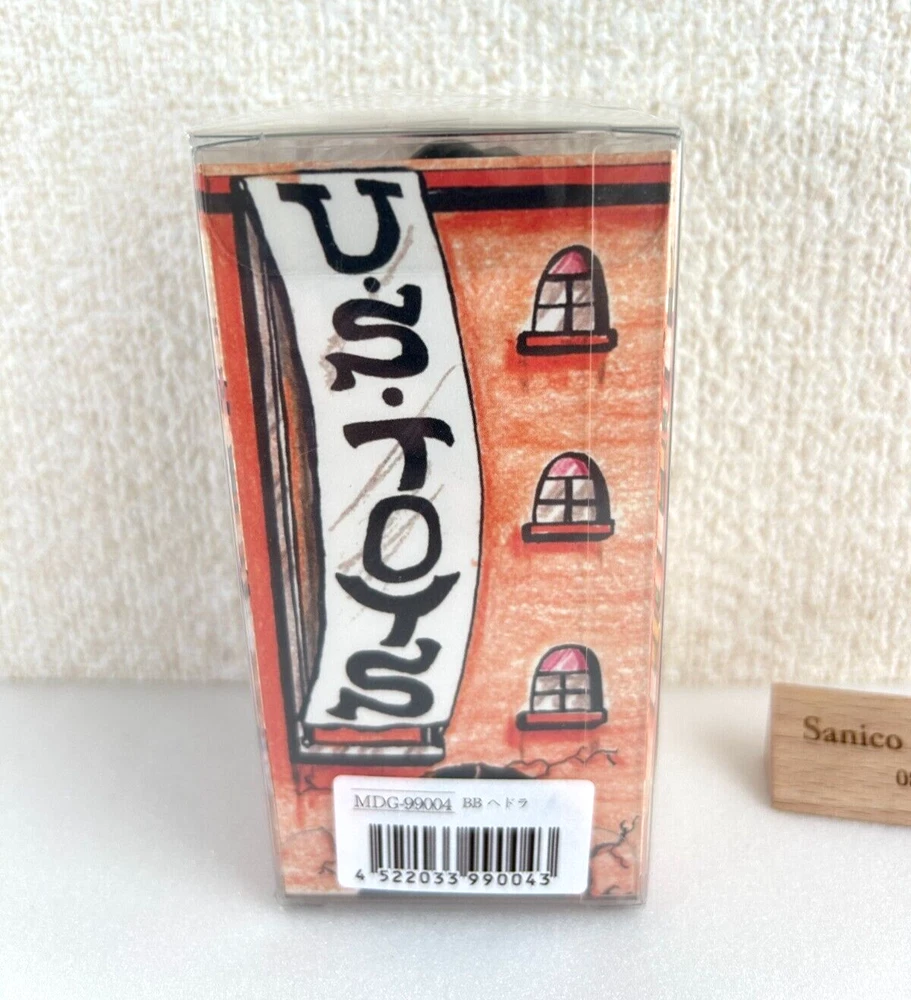 U.S.TOYS
MDG-99004 BB ヘドラ
4 522033 990043
Sanico